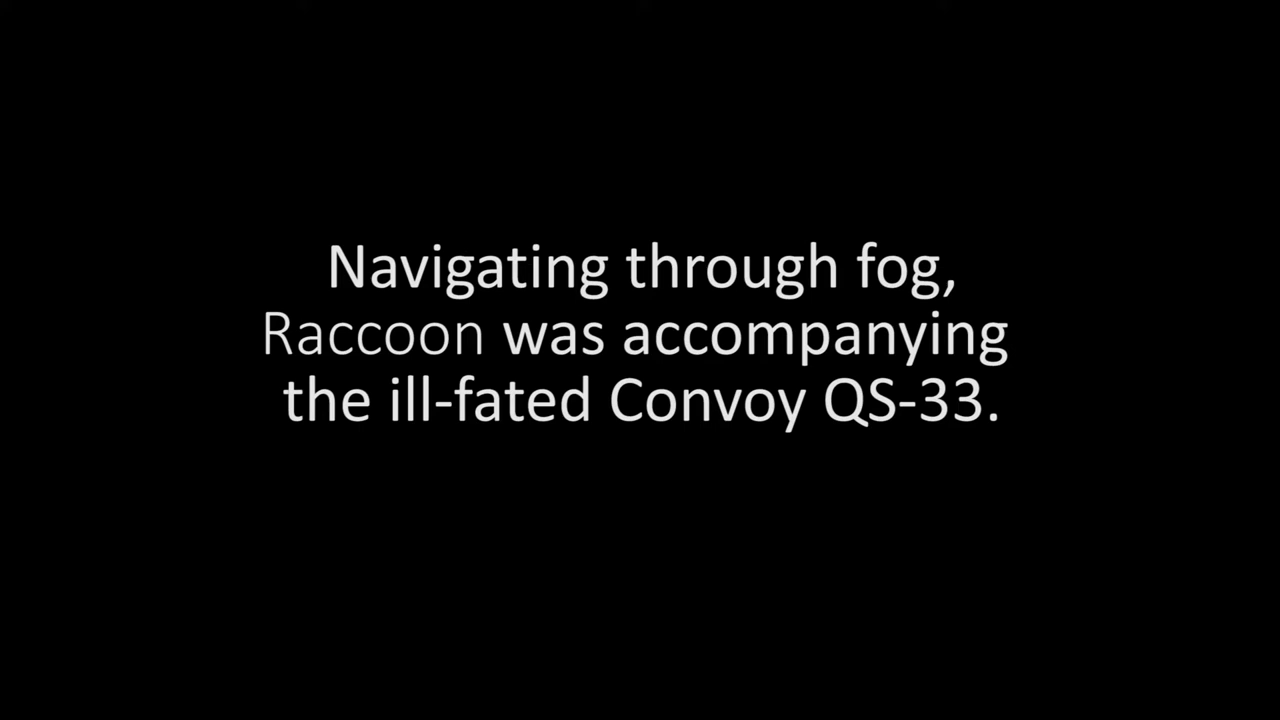 Navigating through fog,
Raccoon was accompanying
the ill-fated Convoy QS-33.